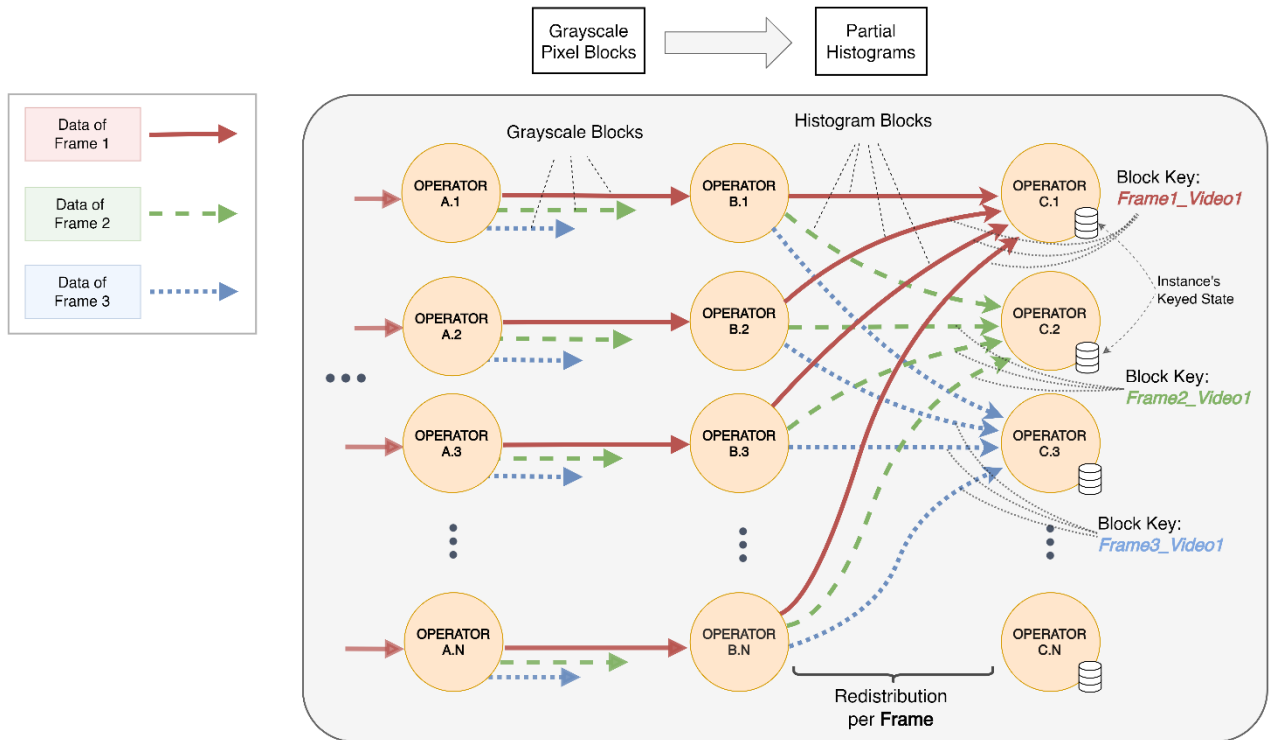 Grayscale
Pixel Blocks
Partial
Histograms
Data of
Frame 1
Data of
Frame 2
Data of
Frame 3
Grayscale Blocks
Histogram Blocks
OPERATOR
A.1
OPERATOR
B.1
OPERATOR
C.1
Block Key:
Frame1_Video1
Instance's
Keyed State
OPERATOR
A.2
OPERATOR
B.2
OPERATOR
C.2
Block Key:
Frame2_Video1
OPERATOR
A.3
OPERATOR
B.3
OPERATOR
C.3
Block Key:
Frame3_Video1
OPERATOR
A.N
OPERATOR
B.N
OPERATOR
C.N
Redistribution
per Frame